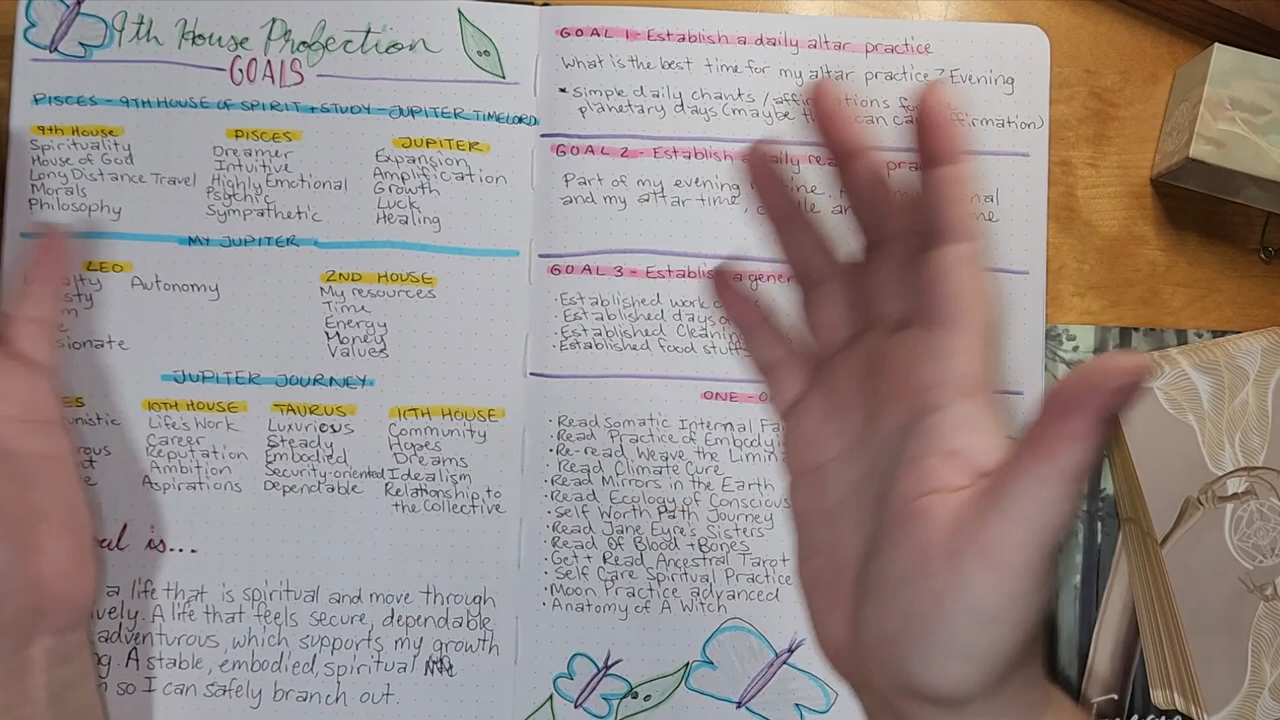 9th House Profection
GOALS
PISCES - 9TH HOUSE OF SPIRIT + STUDY - JUPITER TIMELORD
9th House
Spirituality
House of God
Long Distance Travel
Morals
Philosophy
PISCES
Dreamer
Intuitive
Highly Emotional
Psychic
Sympathetic
JUPITER
Expansion
Amplification
Growth
Luck
Healing
MY JUPITER
LEO
Autonomy
2ND HOUSE
My resources
Time
Energy
Money
Values
JUPITER JOURNEY
10TH HOUSE
Life's Work
Career
Reputation
Ambition
Aspirations
TAURUS
Luxurious
Steady
Embodied
Security-oriented
Dependable
11TH HOUSE
Community
Hopes
Dreams
Idealism
Relationship to
the Collective
is...
a life that is spiritual and move through
A life that feels secure, dependable
adventurous, which supports my growth
A stable, embodied, spiritual
so I can safely branch out.
GOAL 1 - Establish a daily altar practice
What is the best time for my altar practice? Evening
* simple daily chants /
planetary days (maybe can
GOAL 2 - Establish
Part of my evening
and my altar time,
GOAL 3 - Establish a
· Established work
Established days
· Established Cleaning
· Established food stuff
ONE -
· Read Somatic Internal
· Read Practice of
· Re-read Weave the
· Read Climate Cure
· Read Mirrors in the Earth
· Read Ecology of
· Self Worth Path Journey
· Read Jane Eyre's Sisters
· Read Of Blood + Bones
· Get + Read Ancestral Tarot
· Self Care Spiritual Practice
· Moon Practice advanced
· Anatomy of A Witch